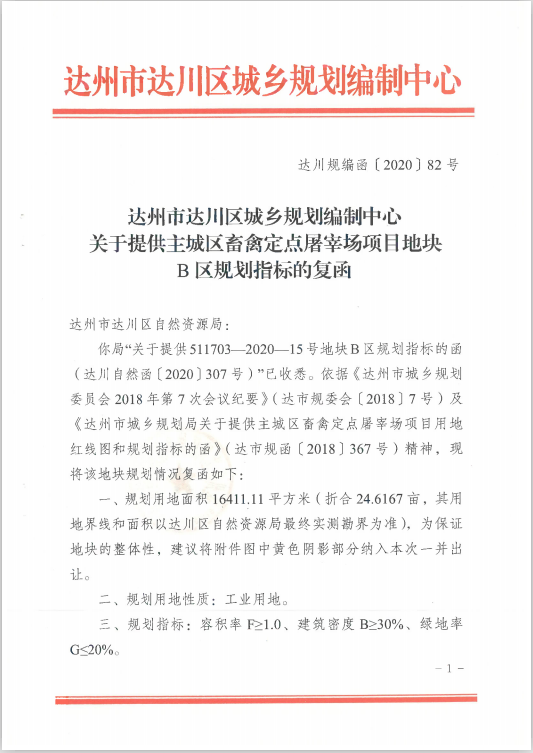 达州市达川区城乡规划编制中心
达川规编函〔2020〕82 号
达州市达川区城乡规划编制中心
关于提供主城区畜禽定点屠宰场项目地块
B 区规划指标的复函
达州市达川区自然资源局：
你局“关于提供 511703—2020—15 号地块 B 区规划指标的函
（达川自然函〔2020〕307 号）”已收悉。依据《达州市城乡规划
委员会 2018 年第 7 次会议纪要》（达市规委会〔2018〕7 号）及
《达州市城乡规划局关于提供主城区畜禽定点屠宰场项目用地
红线图和规划指标的函》（达市规函〔2018〕367 号）精神，现
将该地块规划情况复函如下：
一、规划用地面积 16411.11 平方米（折合 24.6167 亩，其用
地界线和面积以达川区自然资源局最终实测勘界为准），为保证
地块的整体性，建议将附件图中黄色阴影部分纳入本次一并出
让。
二、规划用地性质：工业用地。
三、规划指标：容积率 F≥1.0、建筑密度 B≥30%、绿地率
G≤20%。
- 1 -